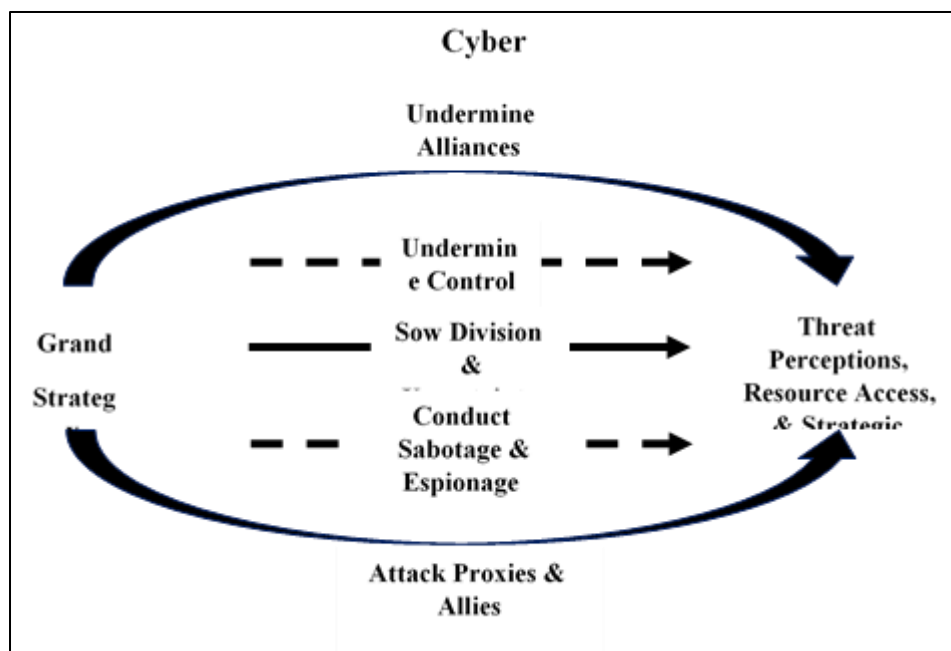 Cyber
Undermine
Alliances
Undermin
e Control
Sow Division
&
Conduct
Sabotage &
Espionage
Grand
Strateg
Threat
Perceptions,
Resource Access,
& Strategic
Attack Proxies &
Allies